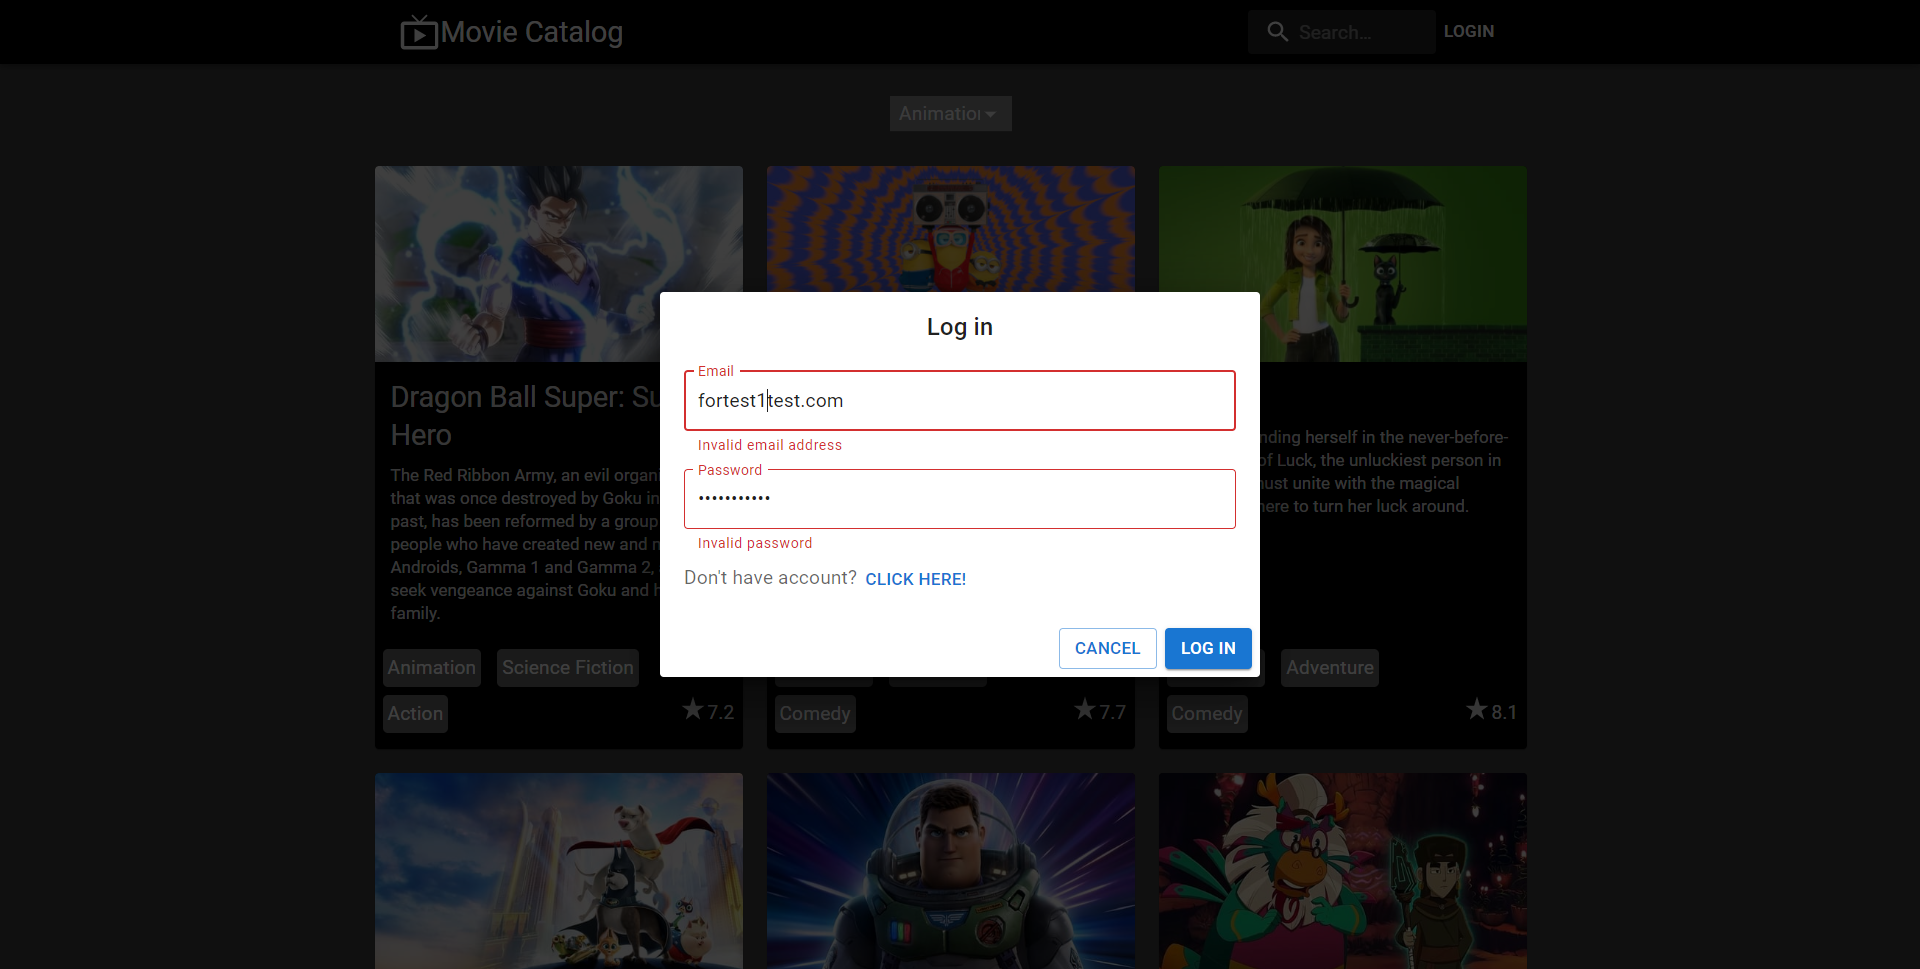 Movie Catalog
Search...
LOGIN
Animation
Log in
Email
fortest1test.com
Invalid email address
Password
•••••••••••
Invalid password
Don't have account? CLICK HERE!
CANCEL
LOG IN
Dragon Ball Super: Su
Hero
The Red Ribbon Army, an evil organi
that was once destroyed by Goku in
past, has been reformed by a group
people who have created new and
Androids, Gamma 1 and Gamma 2,
seek vengeance against Goku and h
family.
Animation
Science Fiction
Action
7.2
Comedy
7.7
nding herself in the never-before-
of Luck, the unluckiest person in
must unite with the magical
here to turn her luck around.
Adventure
Comedy
8.1